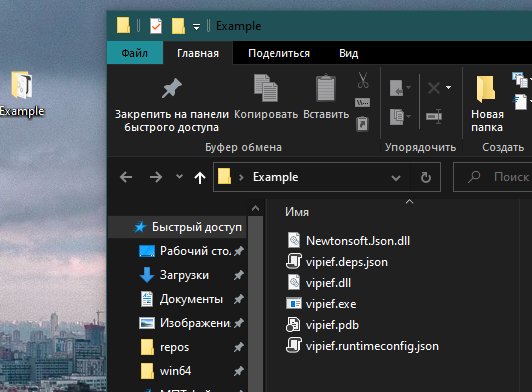 Example
Example
Файл Главная Поделиться Вид
Закрепить на панели
быстрого доступа
Копировать
Вставить
Новая
папка
Буфер обмена
Упорядочить
Создать
Example
Поиск
Быстрый доступ
Рабочий сто
Загрузки
Документы
Изображени
repos
win64
Имя
Newtonsoft.Json.dll
vipief.deps.json
vipief.dll
vipief.exe
vipief.pdb
vipief.runtimeconfig.json